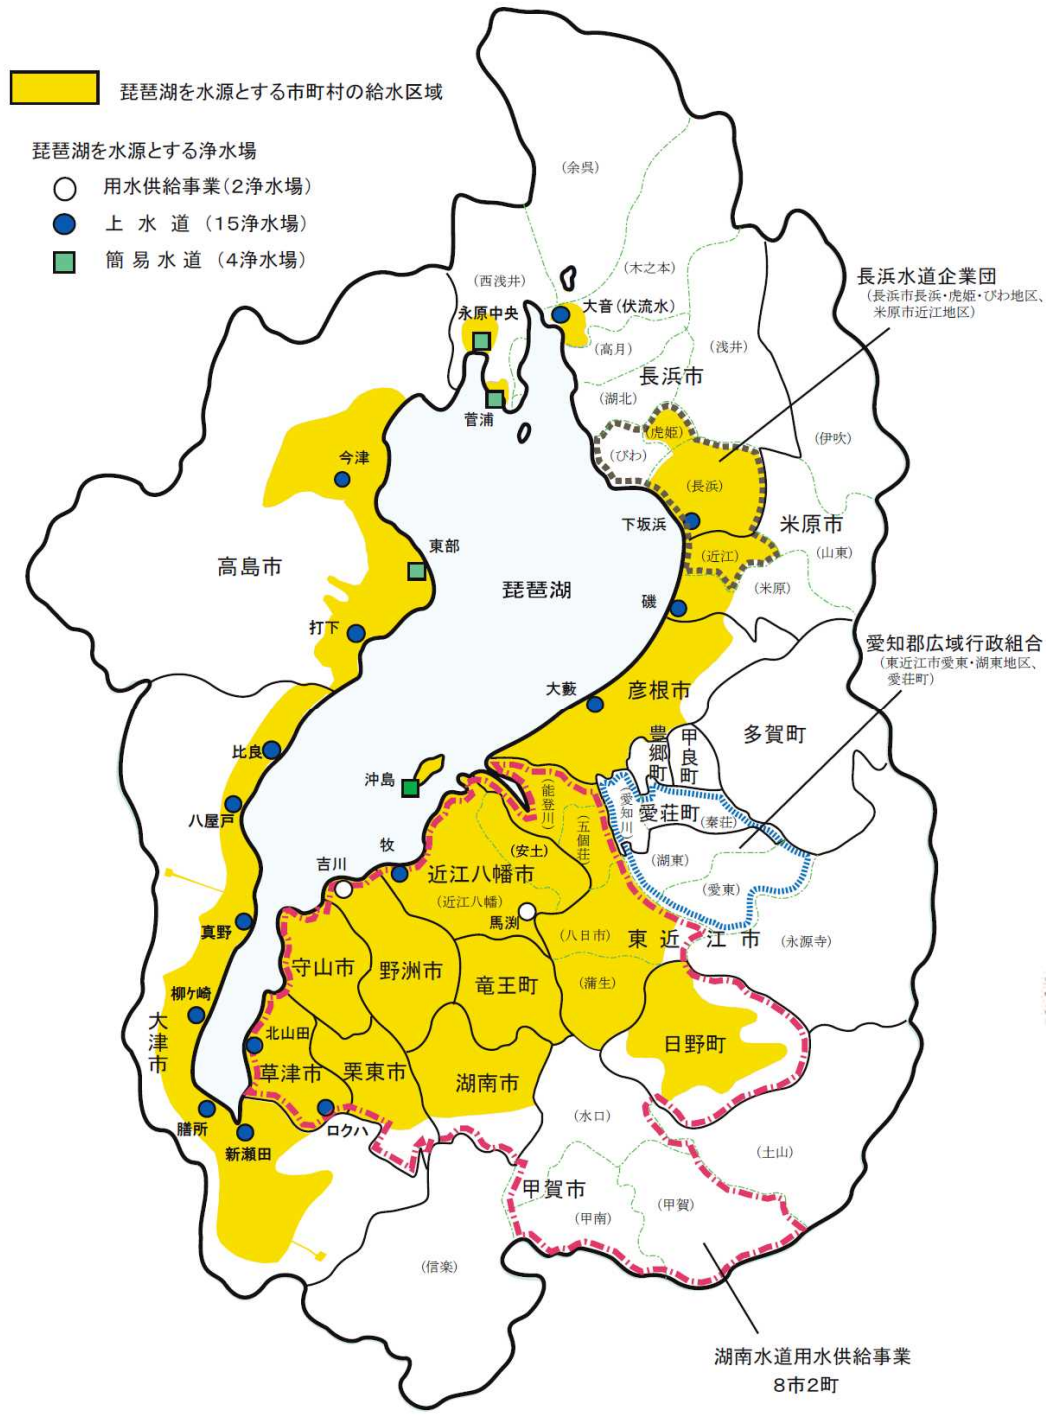 琵琶湖を水源とする市町村の給水区域
琵琶湖を水源とする浄水場
用水供給事業(2浄水場)
上水道 (15浄水場)
簡易水道 (4浄水場)
(余呉)
(木之本)
(西浅井)
永原中央
大音(伏流水)
(高月)
(浅井)
長浜市
(湖北)
菅浦
長浜水道企業団
(長浜市長浜・虎姫・びわ地区、
米原市近江地区)
(虎姫)
(びわ)
(伊吹)
今津
(長浜)
下坂浜
米原市
(山東)
東部
(近江)
高島市
琵琶湖
(米原)
磯
打下
愛知郡広域行政組合
(東近江市愛東・湖東地区、
愛荘町)
大藪
彦根市
多賀町
豊郷町
甲良町
比良
沖島
(能登川)
(愛知川)
愛荘町
(秦荘)
八屋戸
牧
(五個荘)
(安土)
(湖東)
吉川
近江八幡市
(愛東)
(近江八幡)
馬渕
真野
(八日市)
東近江市
(永源寺)
守山市
野洲市
竜王町
(蒲生)
柳ケ崎
大津市
北山田
日野町
草津市
栗東市
湖南市
膳所
ロクハ
(水口)
新瀬田
(土山)
甲賀市
(甲南)
(甲賀)
(信楽)
湖南水道用水供給事業
8市2町